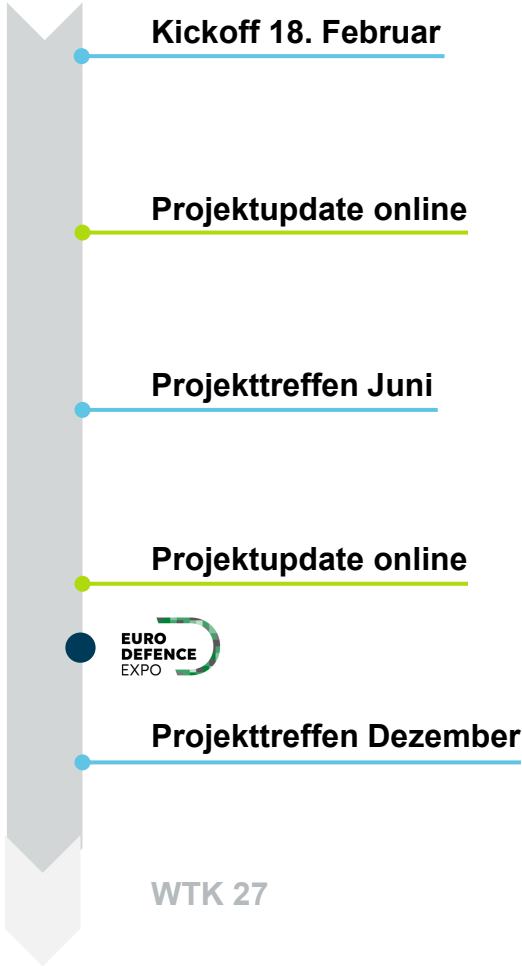 Kickoff 18. Februar
Projektupdate online
Projekttreffen Juni
Projektupdate online
EURO
DEFENCE
EXPO
Projekttreffen Dezember
WTK 27